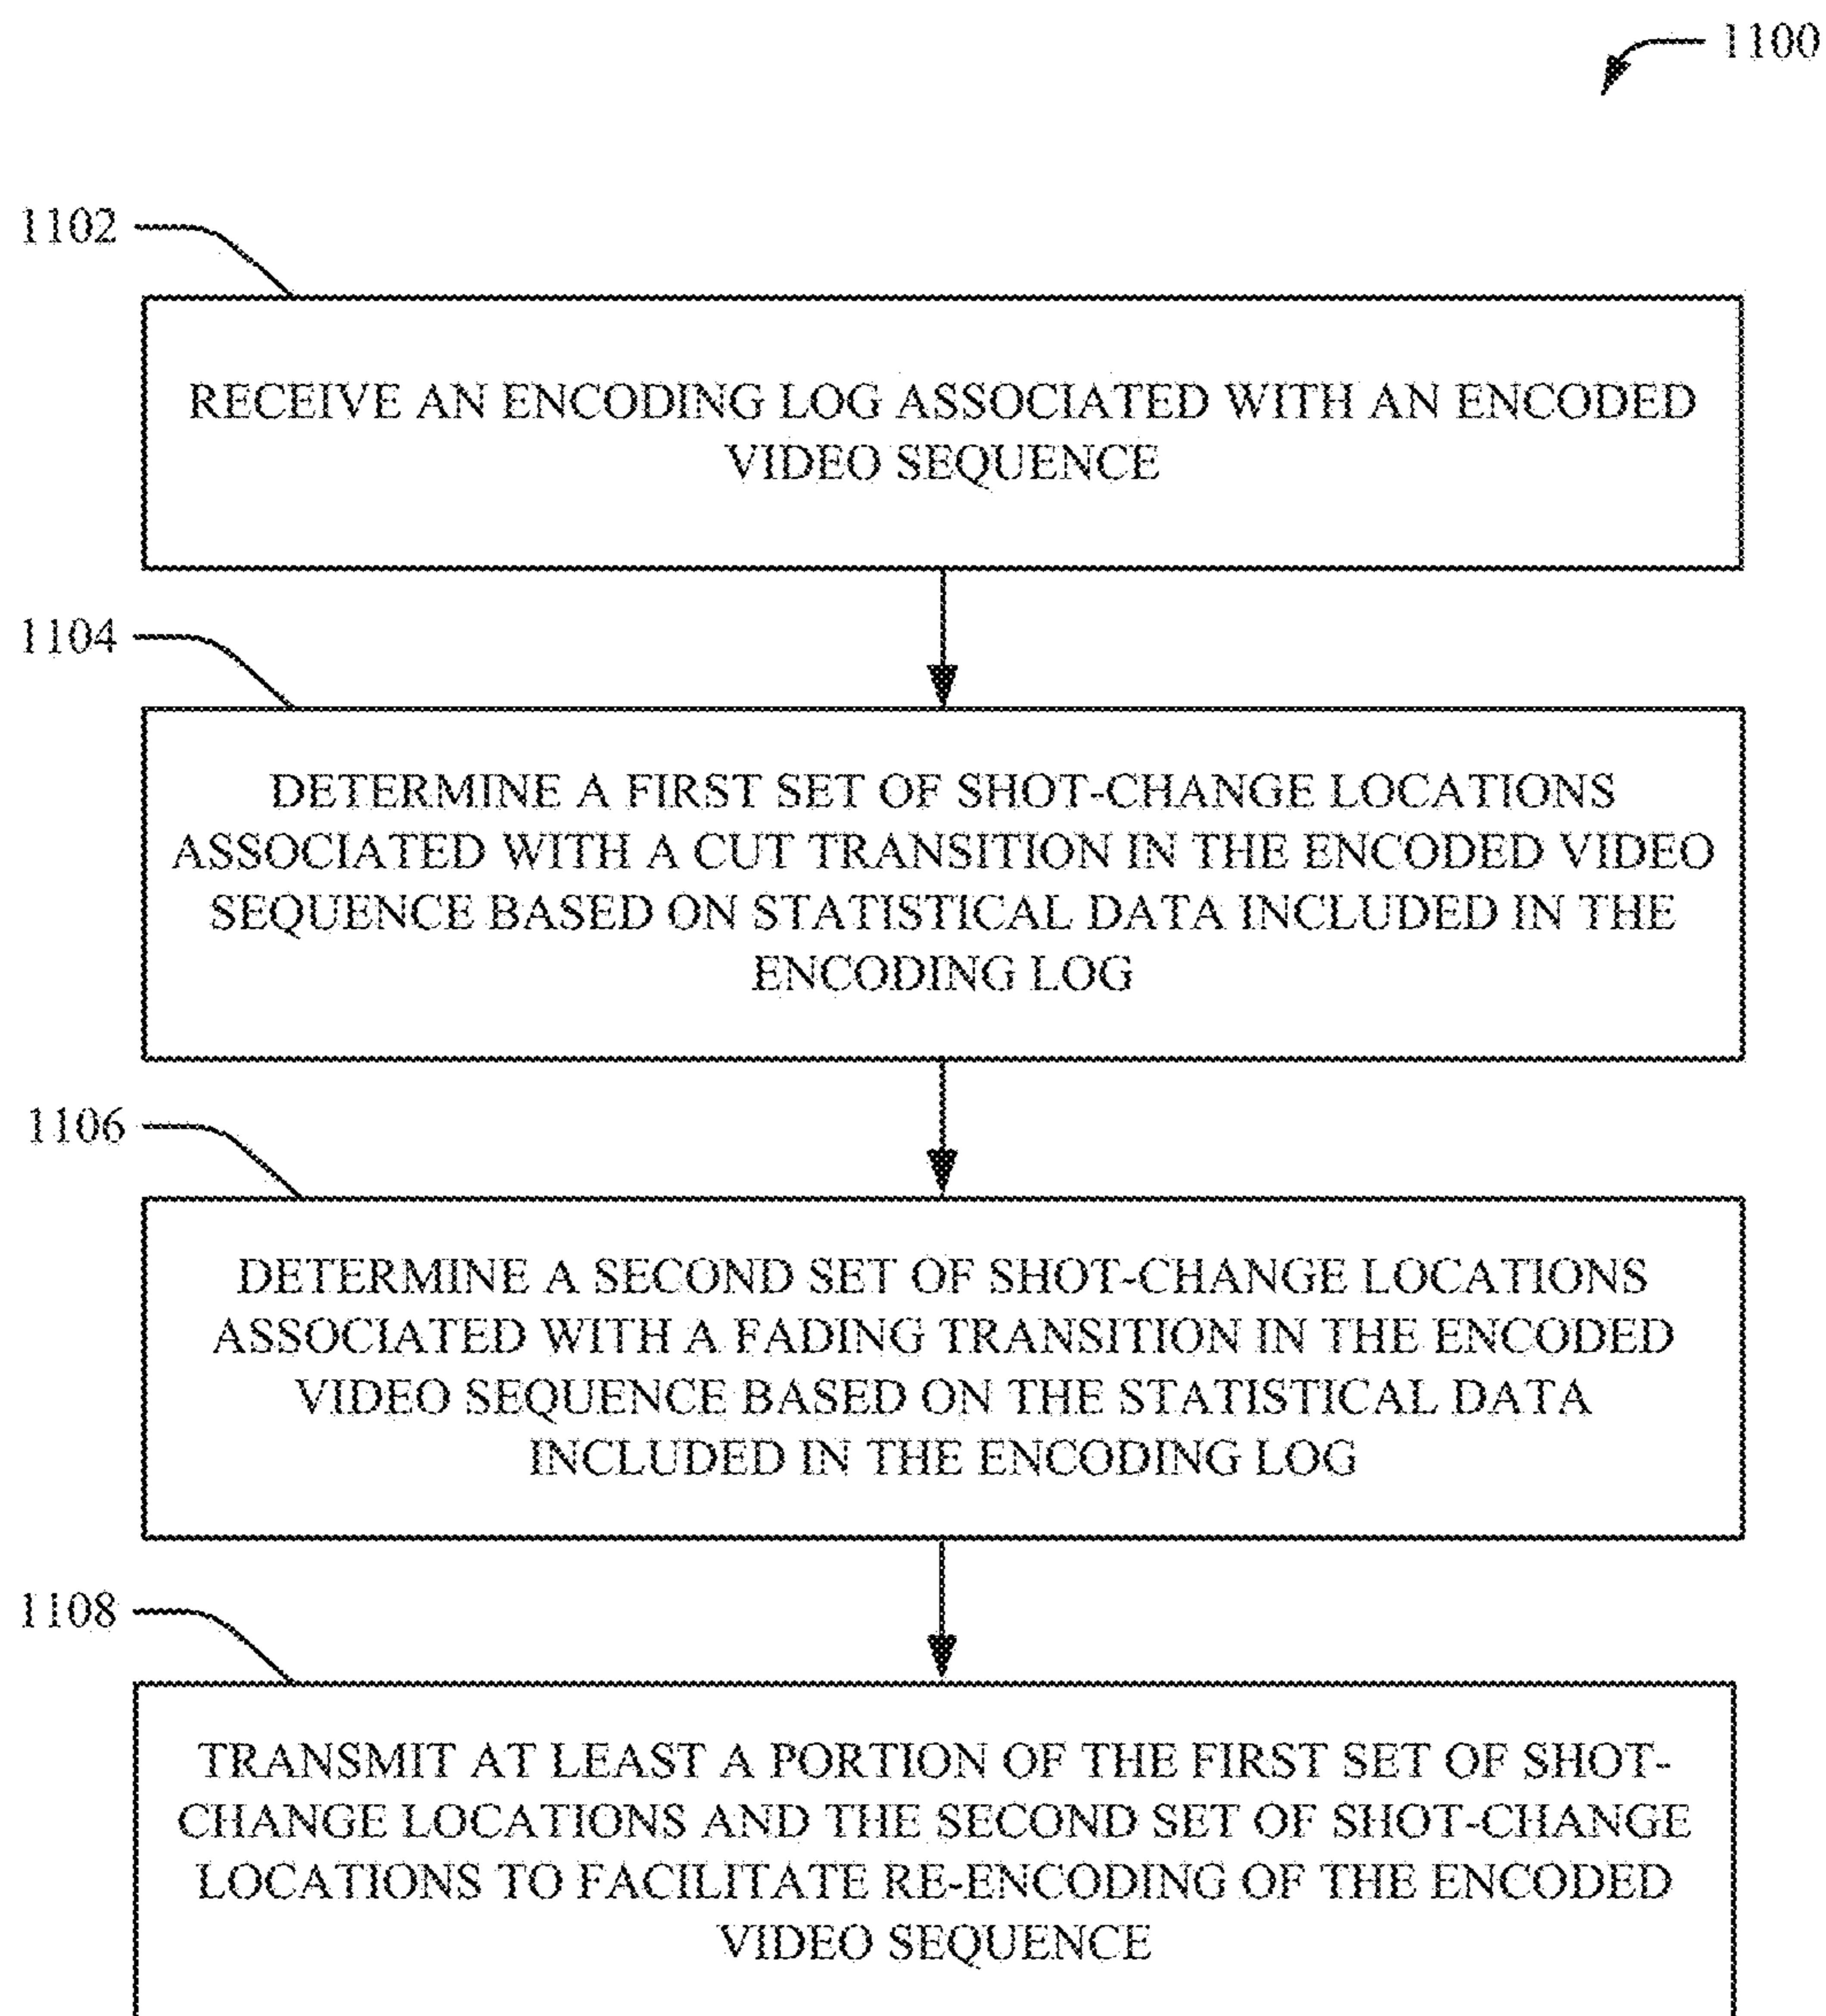 1100
1102
RECEIVE AN ENCODING LOG ASSOCIATED WITH AN ENCODED
VIDEO SEQUENCE
1104
DETERMINE A FIRST SET OF SHOT-CHANGE LOCATIONS
ASSOCIATED WITH A CUT TRANSITION IN THE ENCODED VIDEO
SEQUENCE BASED ON STATISTICAL DATA INCLUDED IN THE
ENCODING LOG
1106
DETERMINE A SECOND SET OF SHOT-CHANGE LOCATIONS
ASSOCIATED WITH A FADING TRANSITION IN THE ENCODED
VIDEO SEQUENCE BASED ON THE STATISTICAL DATA
INCLUDED IN THE ENCODING LOG
1108
TRANSMIT AT LEAST A PORTION OF THE FIRST SET OF SHOT-
CHANGE LOCATIONS AND THE SECOND SET OF SHOT-CHANGE
LOCATIONS TO FACILITATE RE-ENCODING OF THE ENCODED
VIDEO SEQUENCE